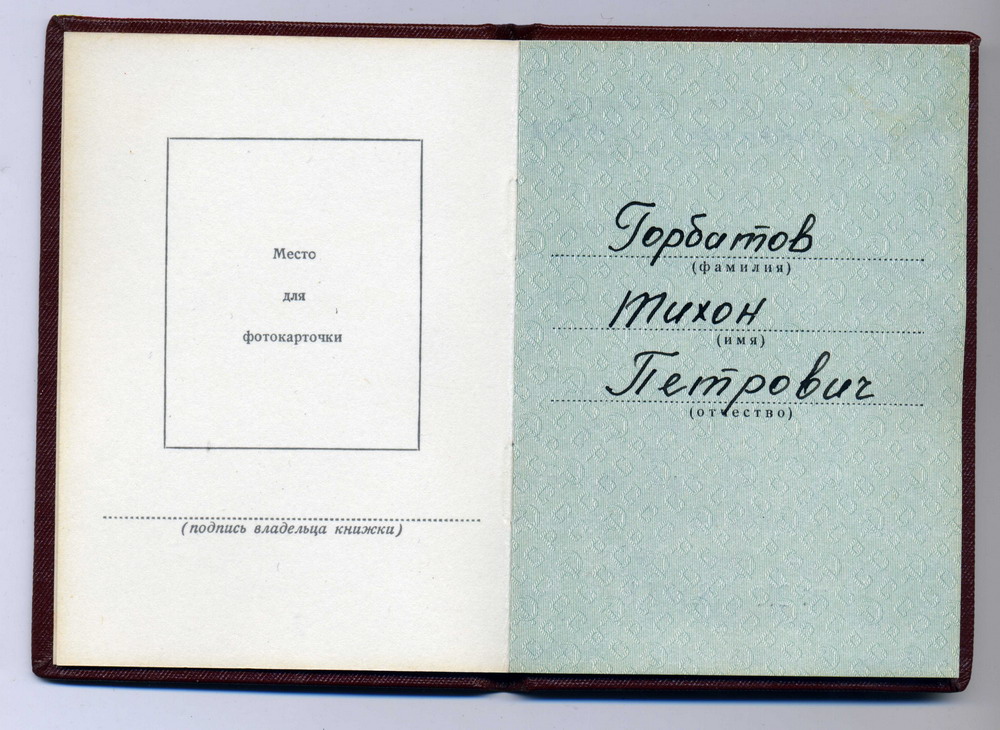 Место
для
фотокарточки
(подпись владельца книжки)
Горбатов
(фамилия)
Тихон
(имя)
Петрович
(отчество)